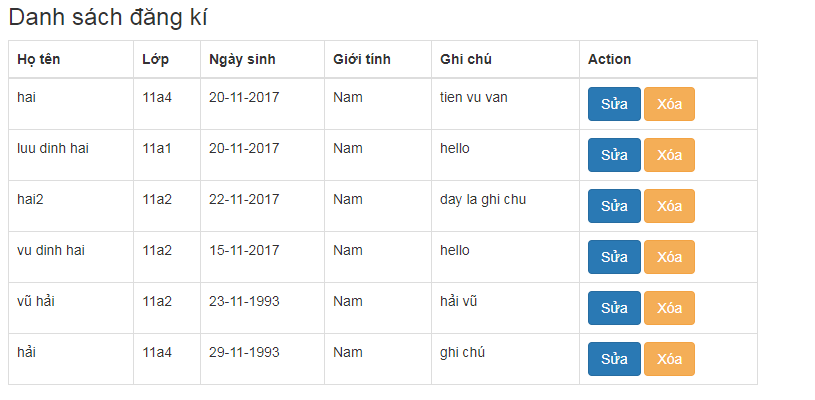 Danh sách đăng kí
Họ tên Lớp Ngày sinh Giới tính Ghi chú Action
hai 11a4 20-11-2017 Nam tien vu van Sửa Xóa
luu dinh hai 11a1 20-11-2017 Nam hello Sửa Xóa
hai2 11a2 22-11-2017 Nam day la ghi chu Sửa Xóa
vu dinh hai 11a2 15-11-2017 Nam hello Sửa Xóa
vũ hải 11a2 23-11-1993 Nam hải vũ Sửa Xóa
hải 11a4 29-11-1993 Nam ghi chú Sửa Xóa